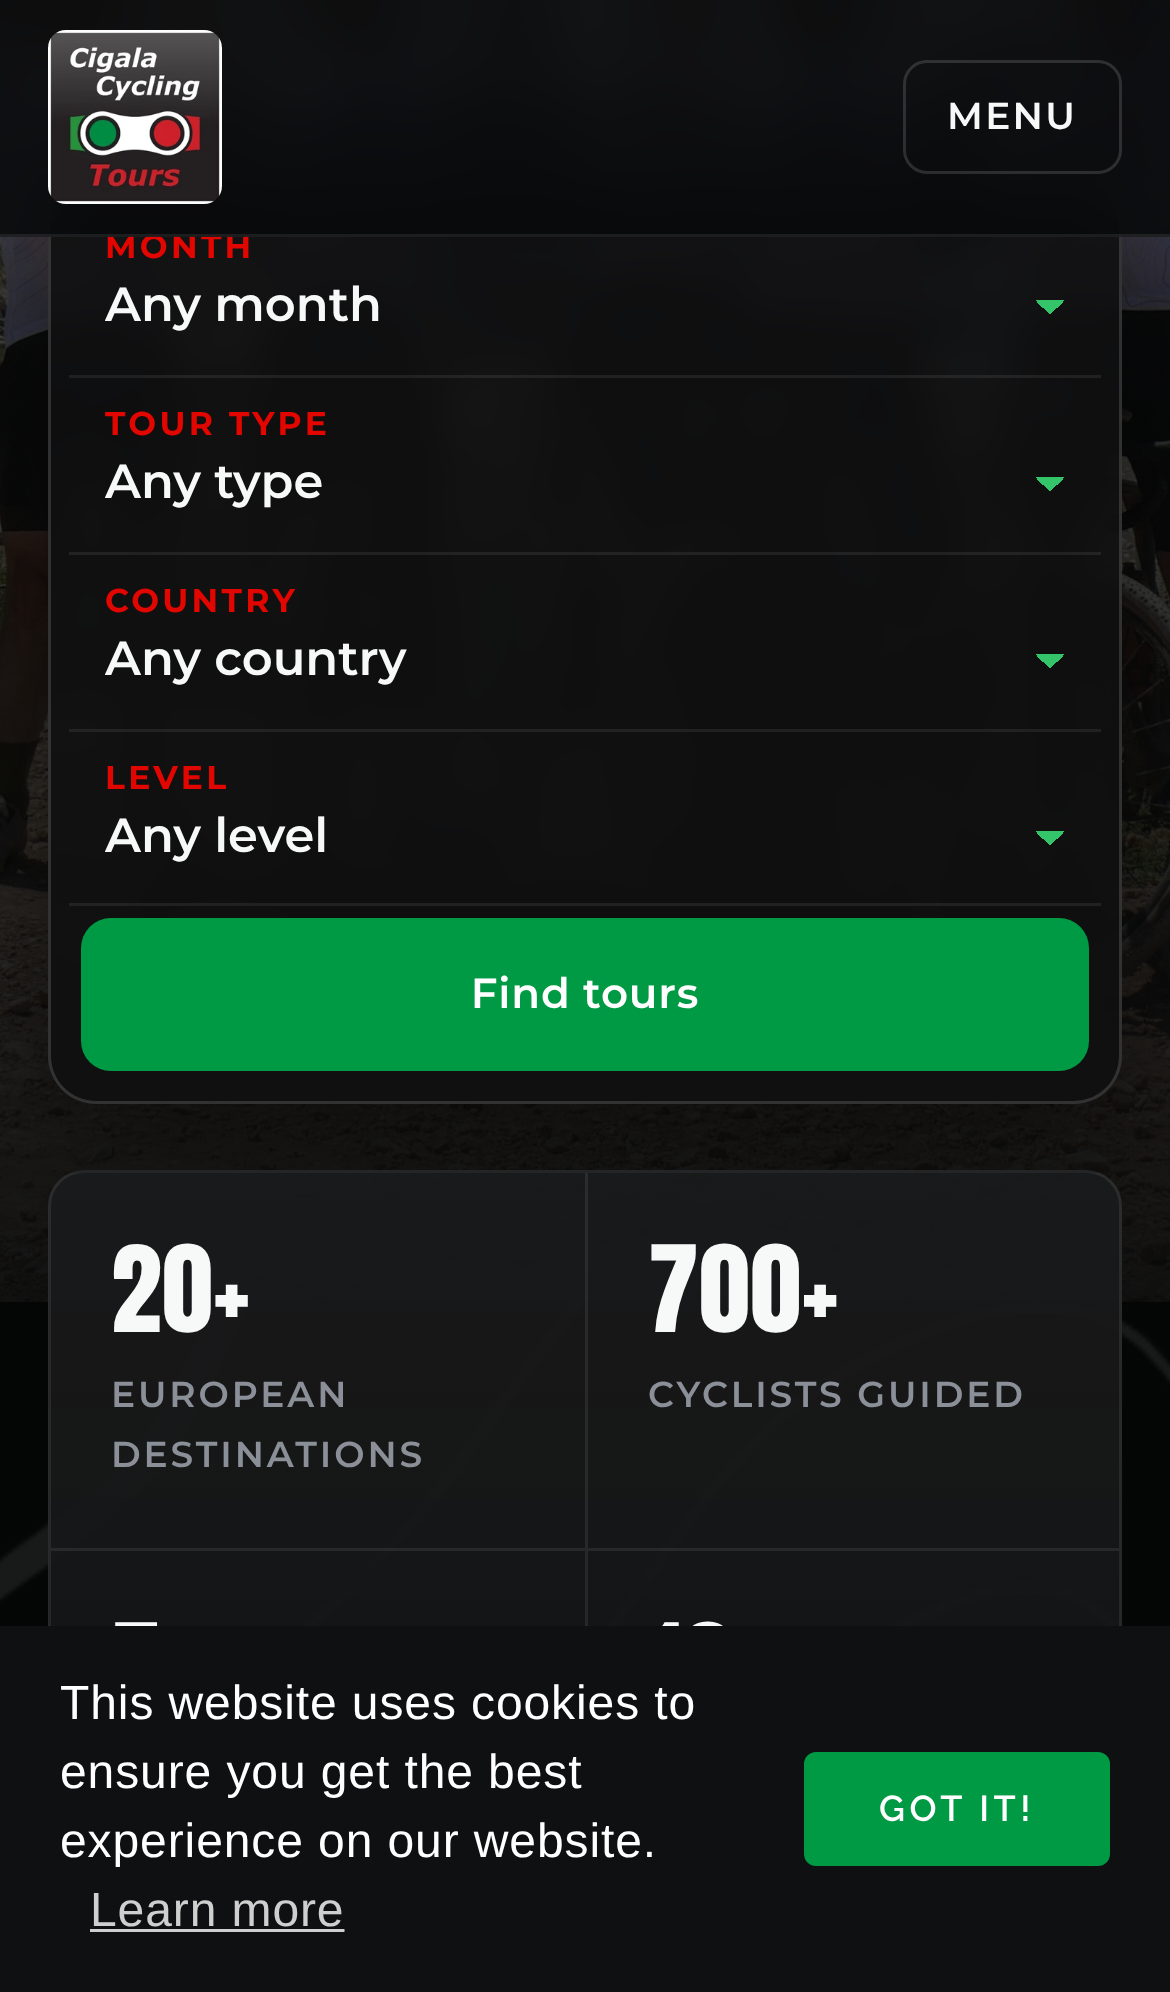 Cigala
Cycling
Tours
MENU
MONTH
Any month
TOUR TYPE
Any type
COUNTRY
Any country
LEVEL
Any level
Find tours
20+
700+
EUROPEAN
DESTINATIONS
CYCLISTS GUIDED
This website uses cookies to
ensure you get the best
experience on our website.
Learn more
GOT IT!